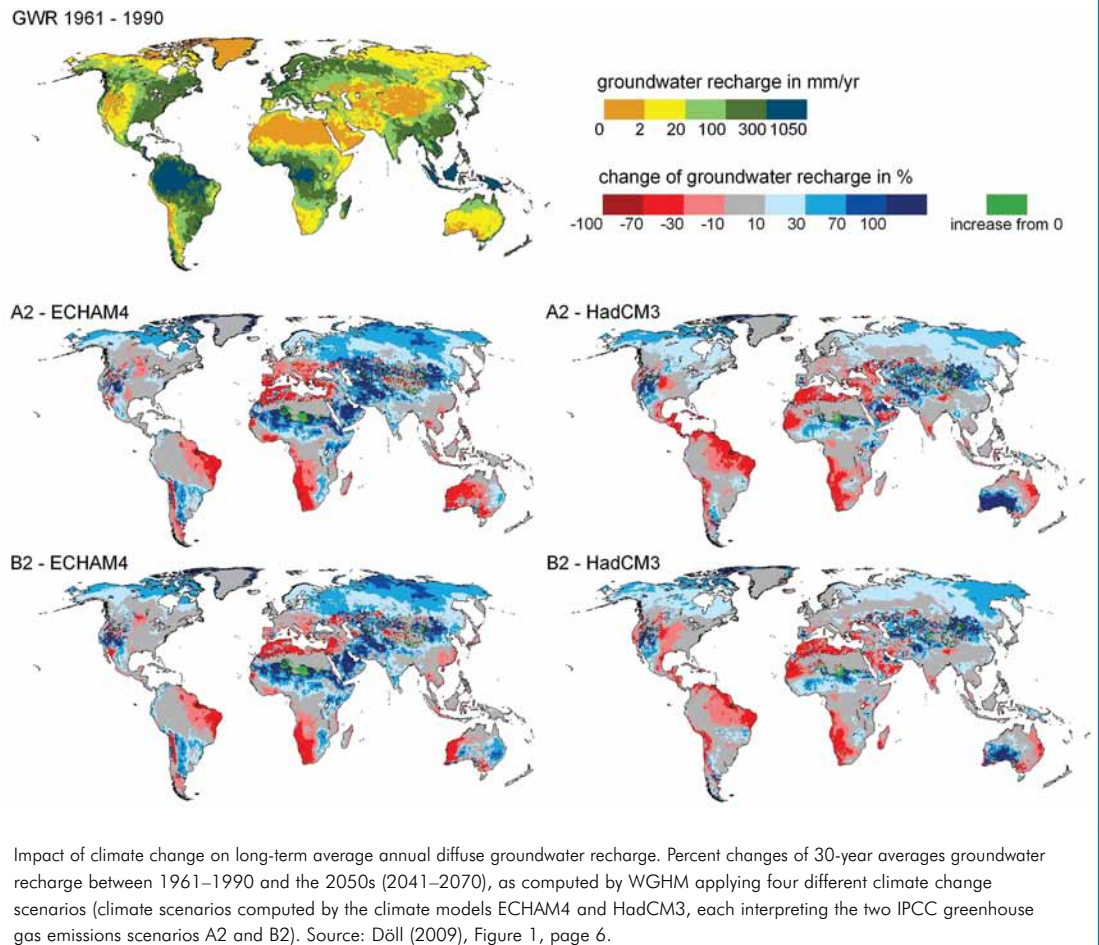 GWR 1961 - 1990
groundwater recharge in mm/yr
0 2 20 100 300 1050
change of groundwater recharge in %
-100 -70 -30 -10 10 30 70 100 increase from 0
A2 - ECHAM4
A2 - HadCM3
B2 - ECHAM4
B2 - HadCM3
Impact of climate change on long-term average annual diffuse groundwater recharge. Percent changes of 30-year averages groundwater
recharge between 1961–1990 and the 2050s (2041–2070), as computed by WGHM applying four different climate change
scenarios (climate scenarios computed by the climate models ECHAM4 and HadCM3, each interpreting the two IPCC greenhouse
gas emissions scenarios A2 and B2). Source: Döll (2009), Figure 1, page 6.